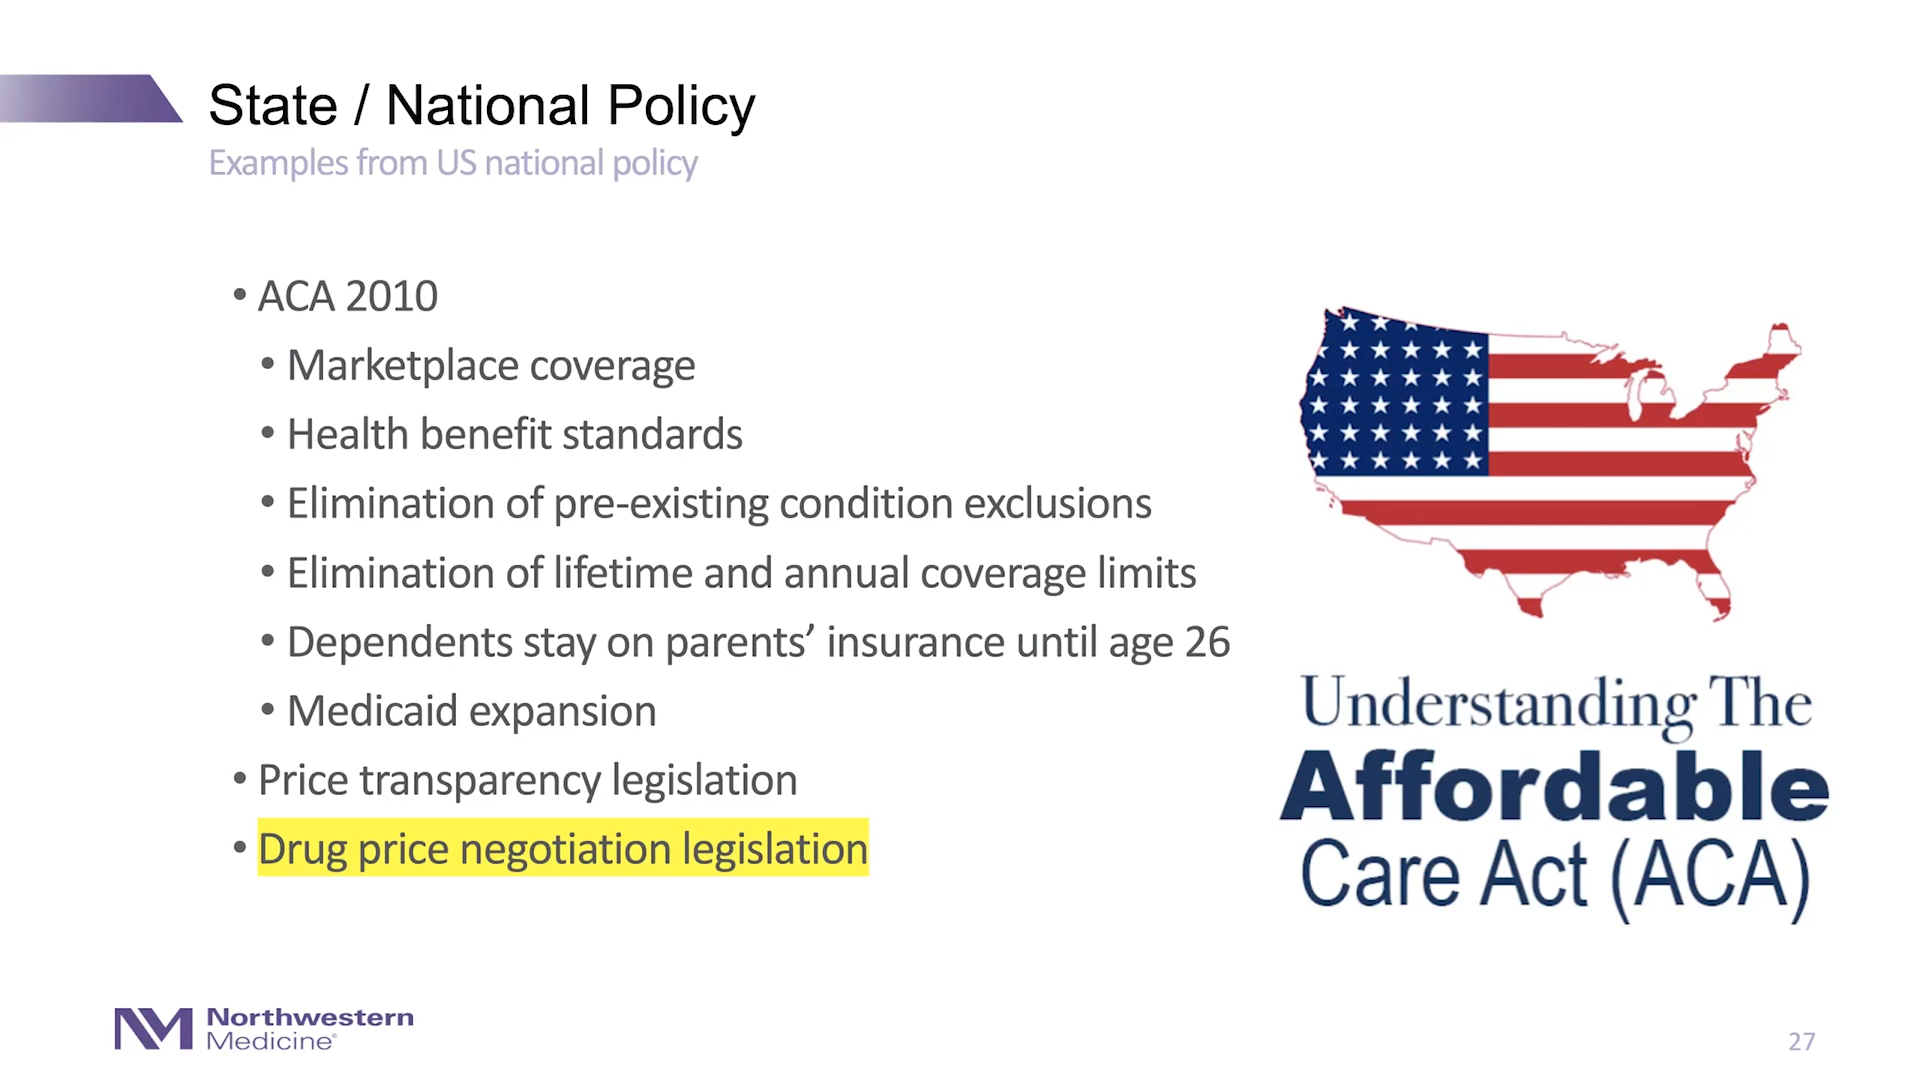 State / National Policy
Examples from US national policy
• ACA 2010
• Marketplace coverage
• Health benefit standards
• Elimination of pre-existing condition exclusions
• Elimination of lifetime and annual coverage limits
• Dependents stay on parents’ insurance until age 26
• Medicaid expansion
• Price transparency legislation
• Drug price negotiation legislation
Understanding The
Affordable
Care Act (ACA)
NM Northwestern
Medicine®
27